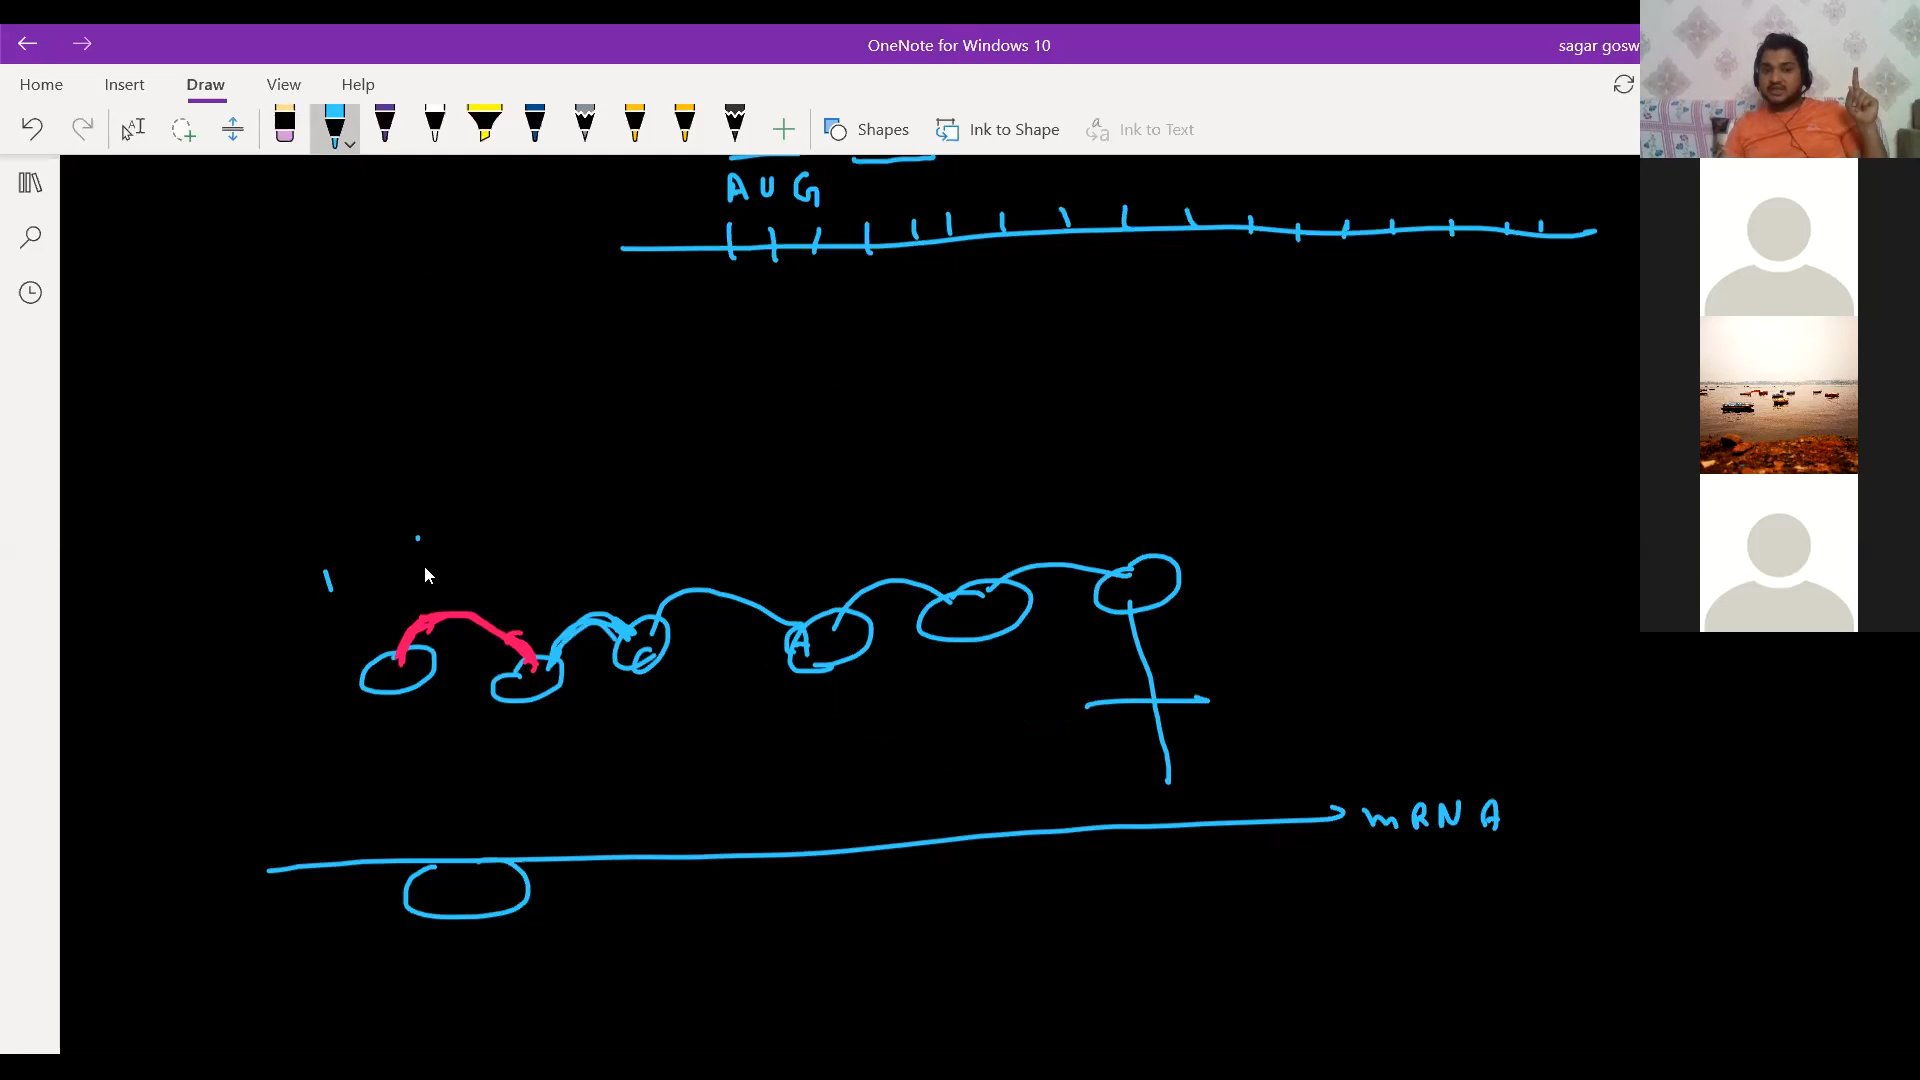 OneNote for Windows 10
sagar gosw
Home Insert Draw View Help
Shapes Ink to Shape Ink to Text
A U G
A
mRNA